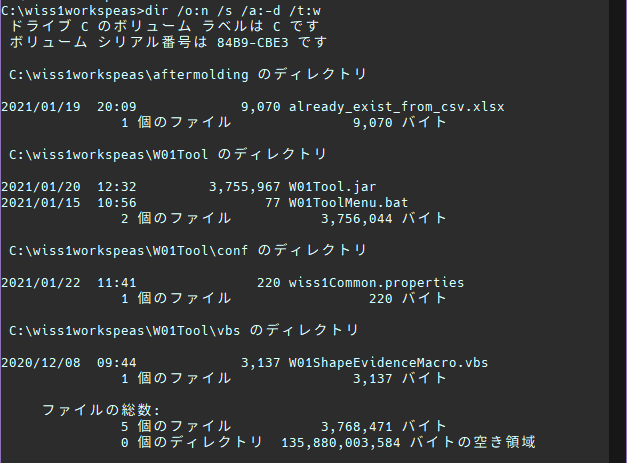 C:\wiss1workspeas>dir /o:n /s /a:-d /t:w
ドライブ C のボリューム ラベルは C です
ボリューム シリアル番号は 84B9-CBE3 です
C:\wiss1workspeas\aftermolding のディレクトリ
2021/01/19  20:09             9,070 already_exist_from_csv.xlsx
1 個のファイル               9,070 バイト
C:\wiss1workspeas\W01Tool のディレクトリ
2021/01/20  12:32         3,755,967 W01Tool.jar
2021/01/15  10:56                77 W01ToolMenu.bat
2 個のファイル           3,756,044 バイト
C:\wiss1workspeas\W01Tool\conf のディレクトリ
2021/01/22  11:41               220 wiss1Common.properties
1 個のファイル                 220 バイト
C:\wiss1workspeas\W01Tool\vbs のディレクトリ
2020/12/08  09:44             3,137 W01ShapeEvidenceMacro.vbs
1 個のファイル               3,137 バイト
ファイルの総数:
5 個のファイル           3,768,471 バイト
0 個のディレクトリ  135,880,003,584 バイトの空き領域